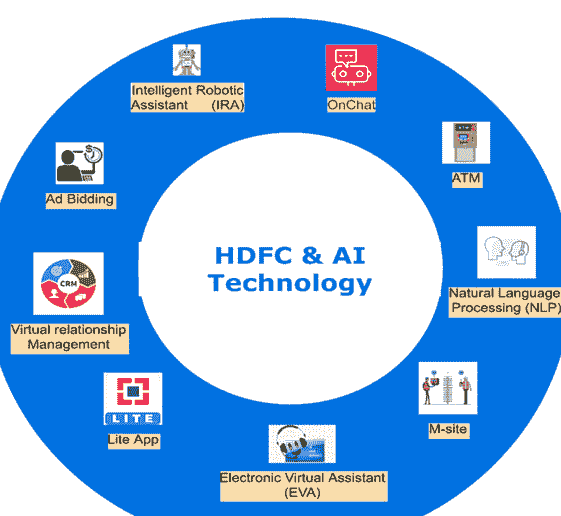 Intelligent Robotic
Assistant (IRA)
OnChat
$
ATM
Ad Bidding
HDFC & AI
Technology
CRM
Natural Language
Processing (NLP)
Virtual relationship
Management
LITE
Lite App
M-site
Electronic Virtual Assistant
(EVA)